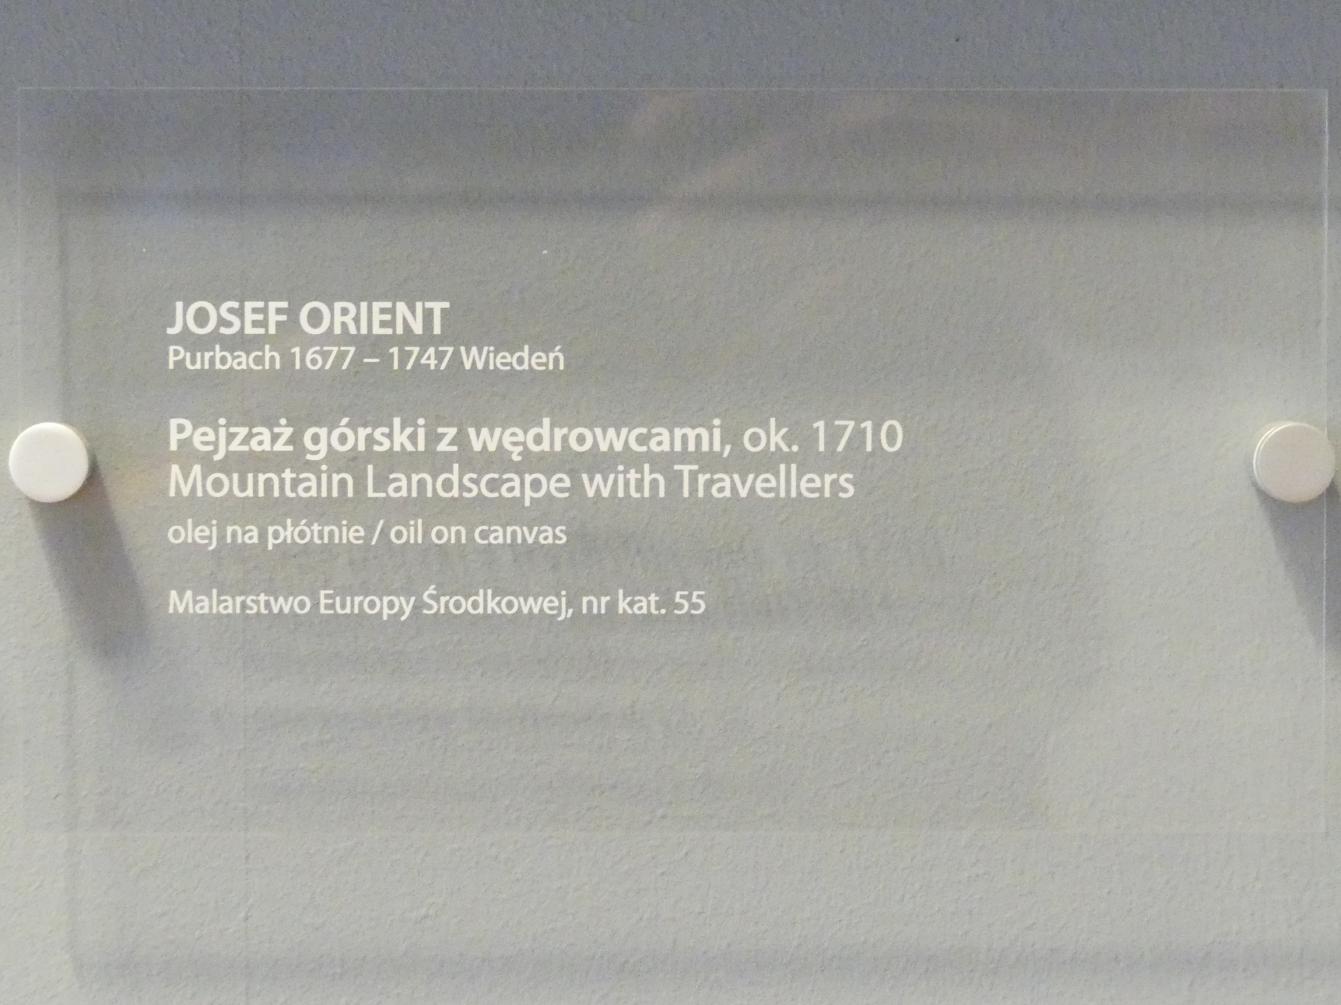 JOSEF ORIENT
Purbach 1677 – 1747 Wiedeń
Pejzaż górski z wędrowcami, ok. 1710
Mountain Landscape with Travellers
olej na płótnie / oil on canvas
Malarstwo Europy Środkowej, nr kat. 55